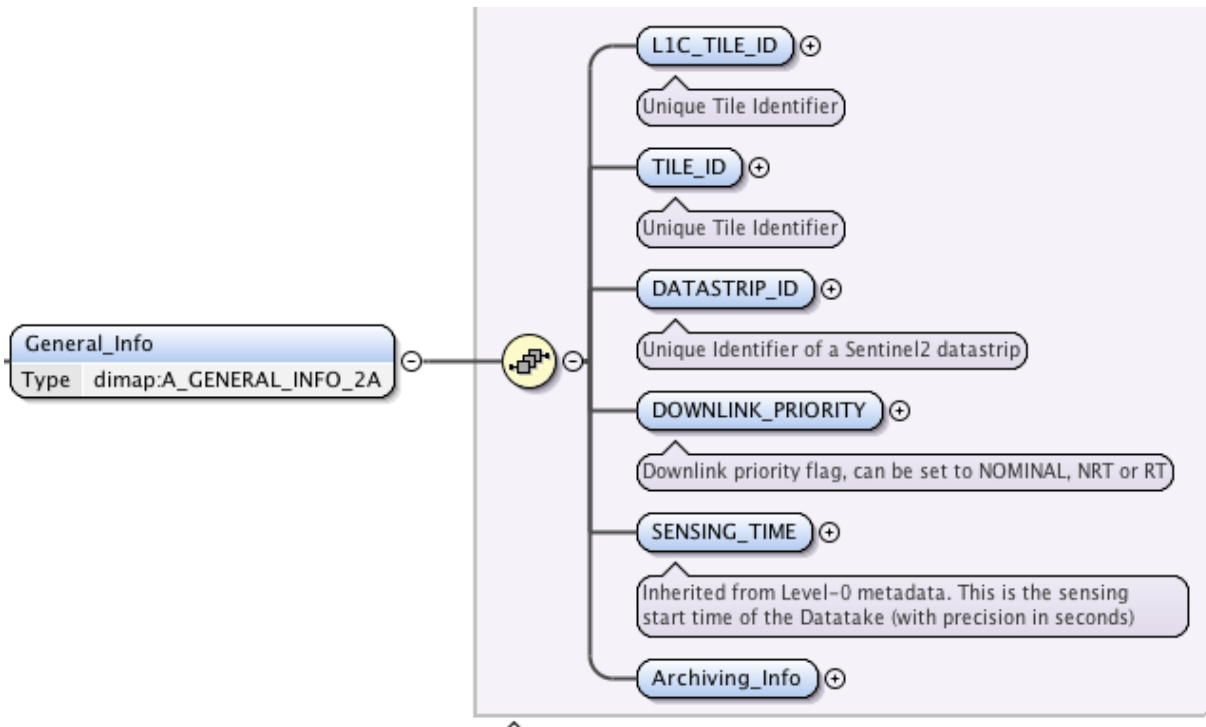 L1C_TILE_ID
Unique Tile Identifier
TILE_ID
Unique Tile Identifier
DATASTRIP_ID
Unique Identifier of a Sentinel2 datastrip
General_Info
Type dimap:A_GENERAL_INFO_2A
DOWNLINK_PRIORITY
Downlink priority flag, can be set to NOMINAL, NRT or RT
SENSING_TIME
Inherited from Level-0 metadata. This is the sensing
start time of the Datatake (with precision in seconds)
Archiving_Info